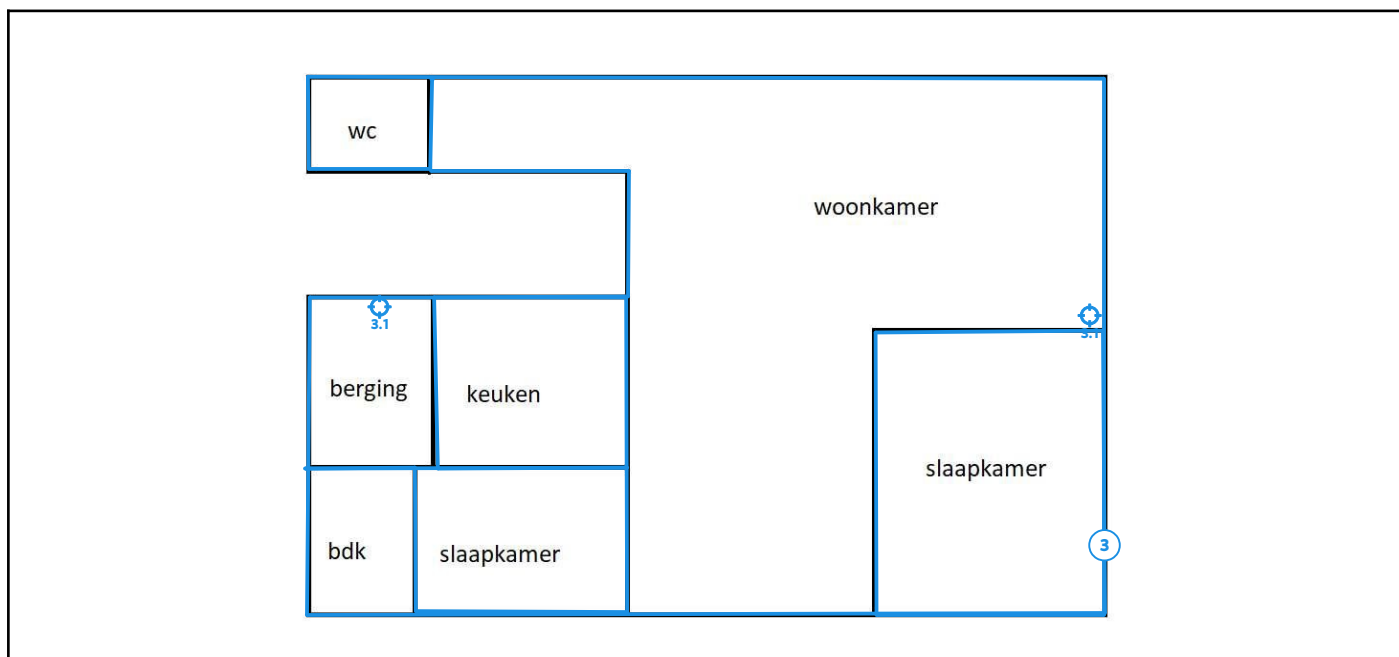 wc
woonkamer
3.1
3.1
berging
keuken
slaapkamer
3
bdk
slaapkamer